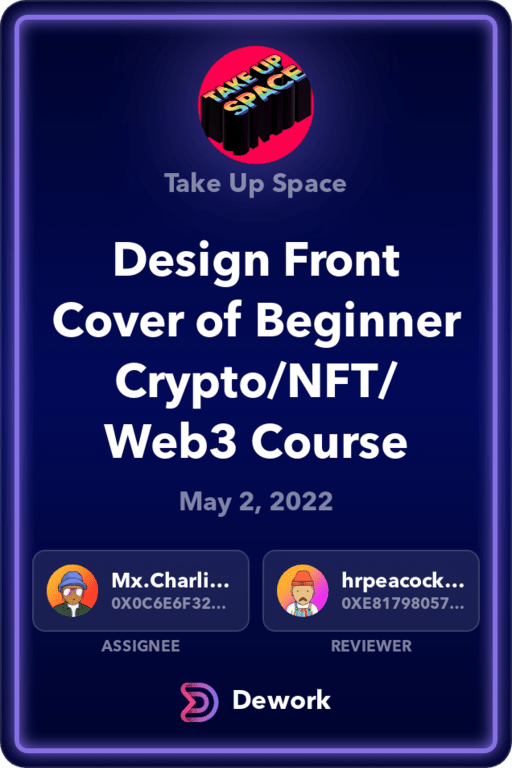 TAKE UP
SPACE
Take Up Space
Design Front
Cover of Beginner
Crypto/NFT/
Web3 Course
May 2, 2022
Mx.Charli...
0X0C6E6F32...
ASSIGNEE
hrpeacock...
0XE81798057...
REVIEWER
Dework